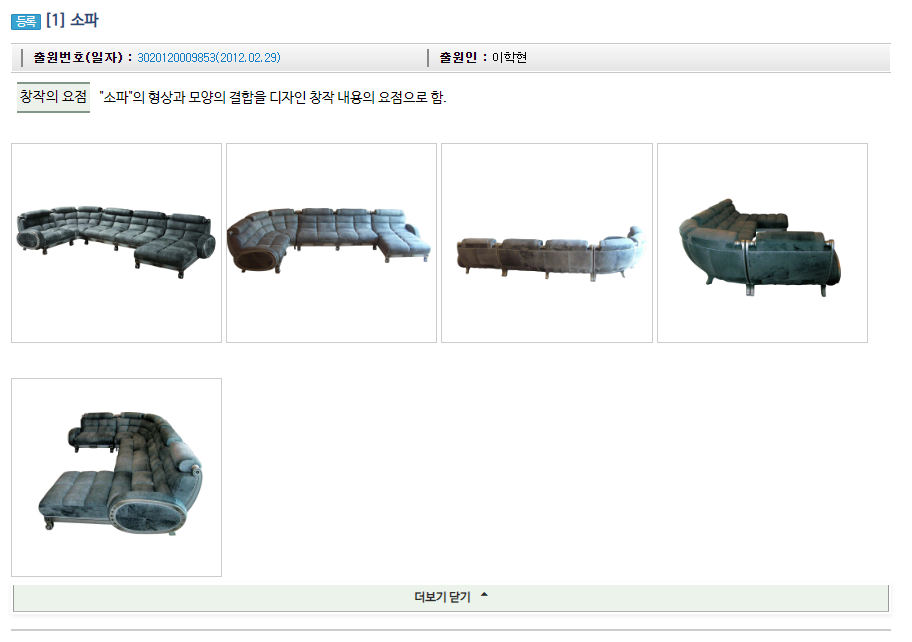 등록 [1] 소파
출원번호(일자) : 3020120009853(2012.02.29) 출원인 : 이학현
창작의 요점 "소파"의 형상과 모양의 결합을 디자인 창작 내용의 요점으로 함.
더보기 닫기